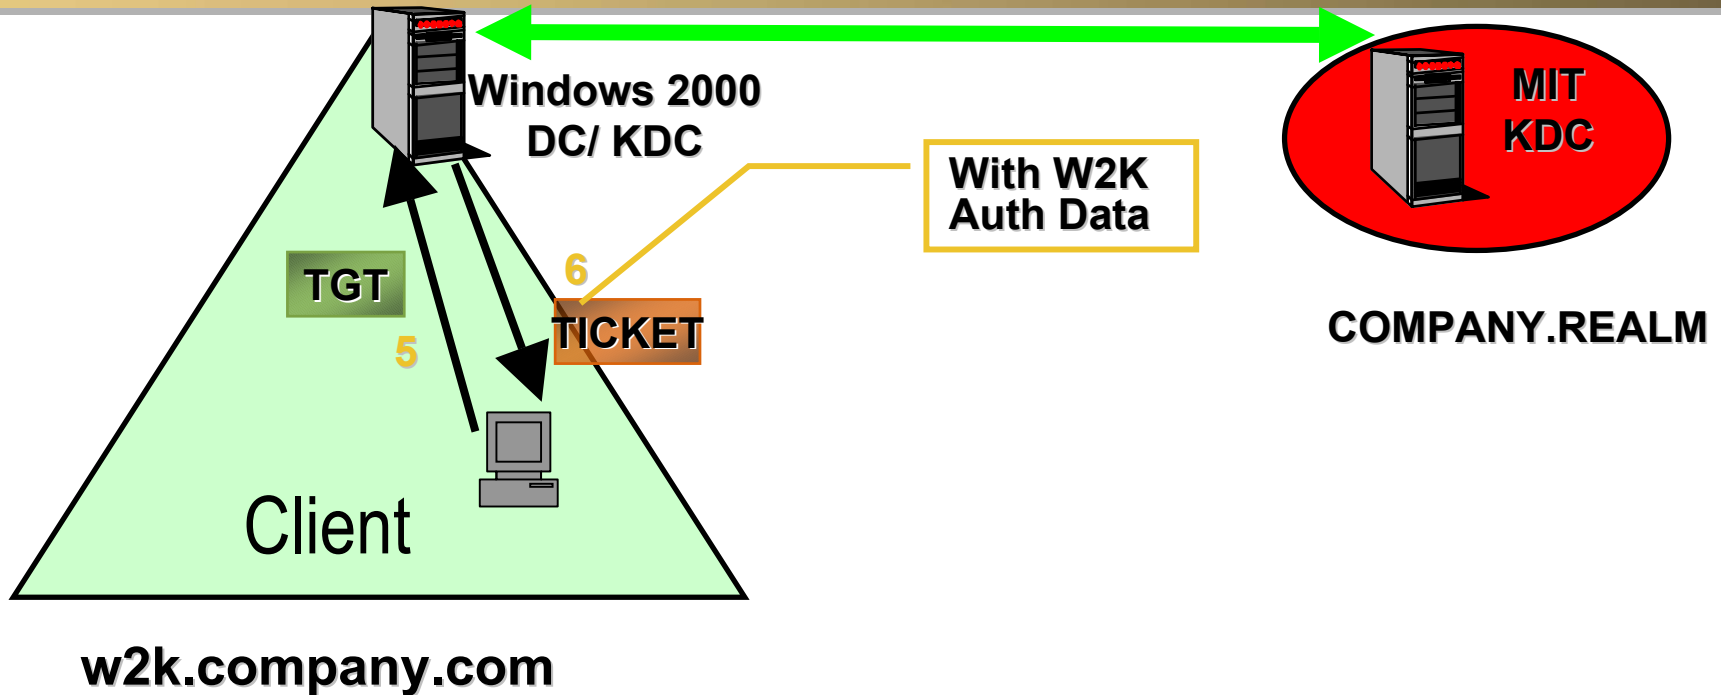 Windows 2000
DC/ KDC
MIT
KDC
With W2K
Auth Data
TGT
6
TICKET
5
COMPANY.REALM
Client
w2k.company.com